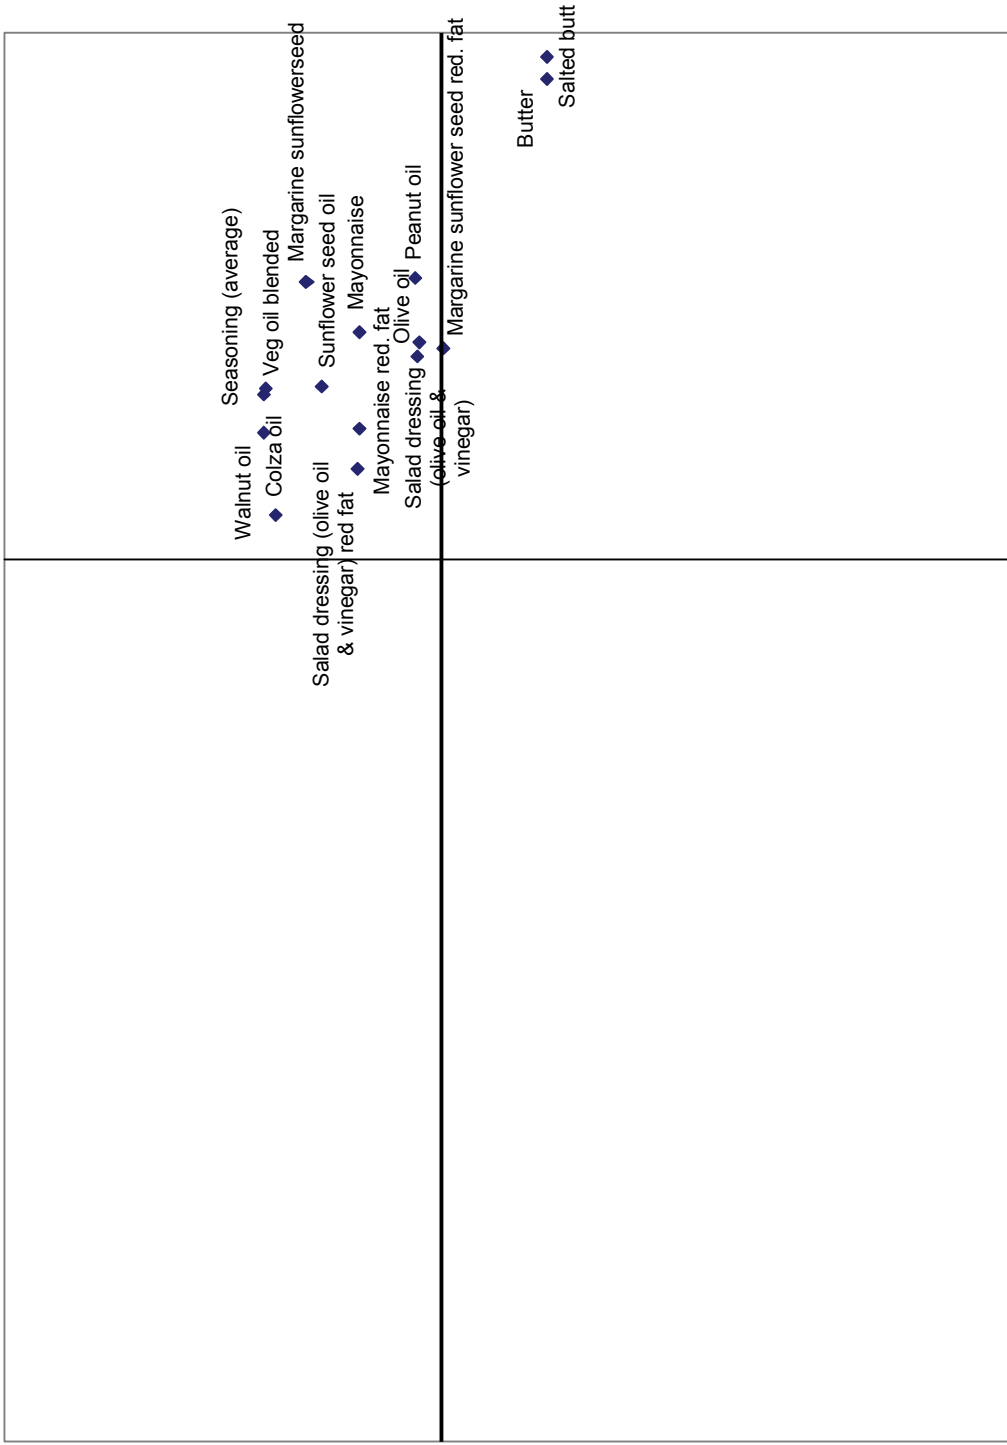 Seasoning (average)
Veg oil blended
Margarine sunflowerseed
Walnut oil
Colza oil
Sunflower seed oil
Mayonnaise
Salad dressing (olive oil
& vinegar) red fat
Mayonnaise red. fat
Olive oil
Peanut oil
Salad dressing
(olive oil &
vinegar)
Margarine sunflower seed red. fat
Butter
Salted butt